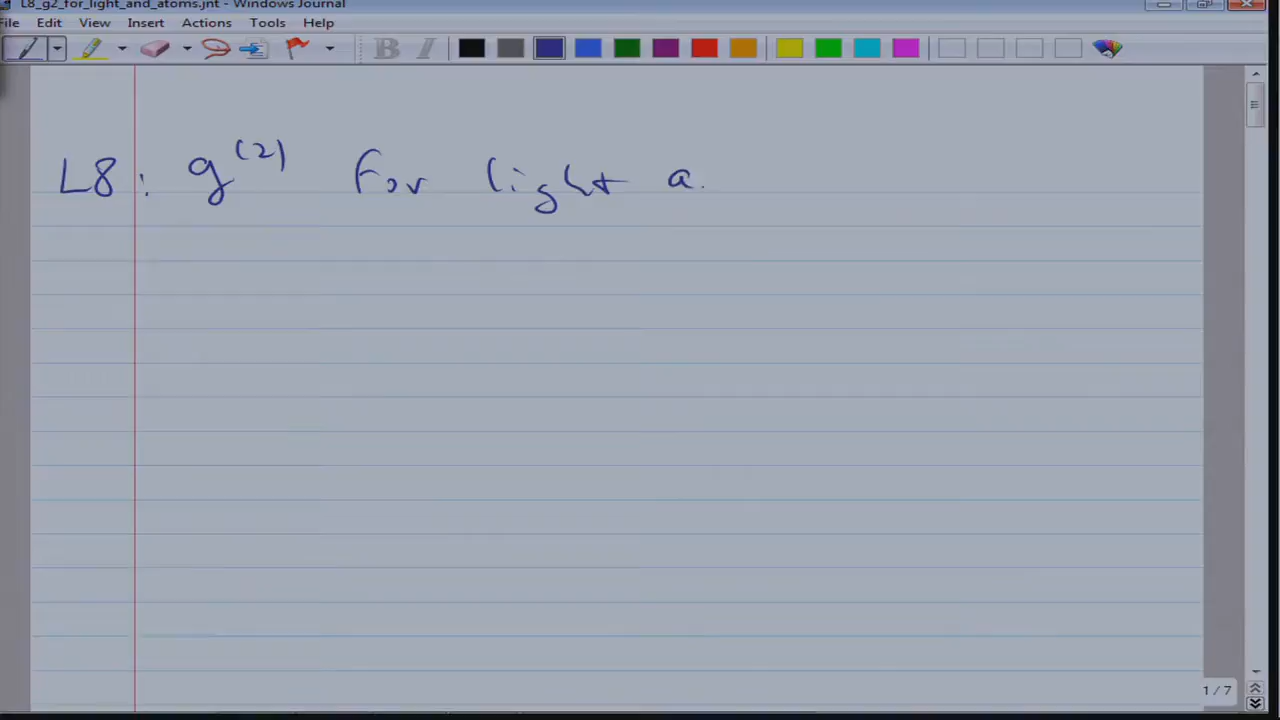 L8_g2_for_light_and_atoms.jnt - Windows Journal
File Edit View Insert Actions Tools Help
B I
L8: g(2) for light a
1 / 7